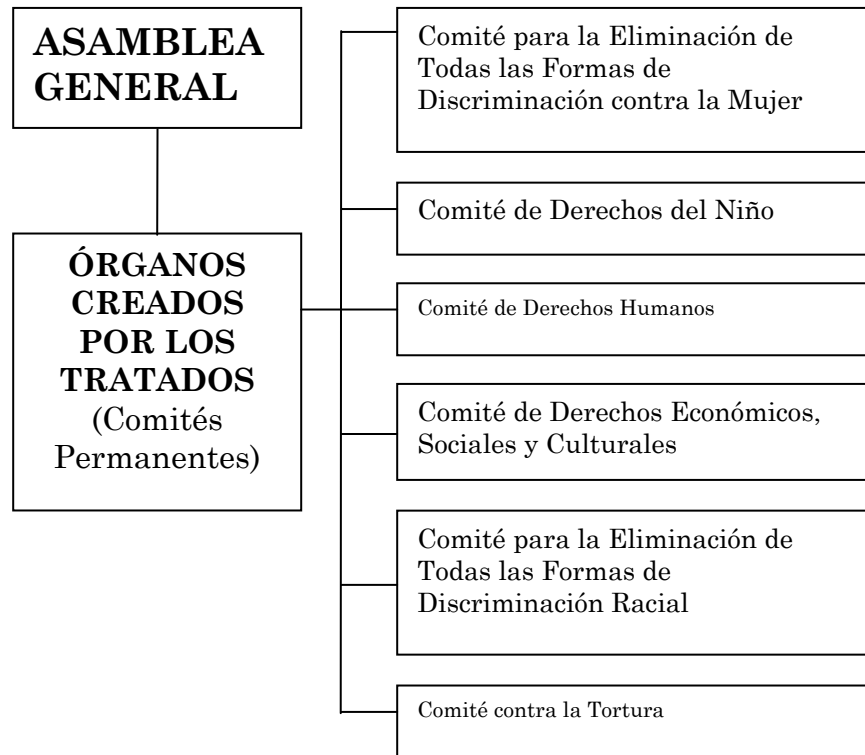 ASAMBLEA
GENERAL
ÓRGANOS
CREADOS
POR LOS
TRATADOS
(Comités
Permanentes)
Comité para la Eliminación de
Todas las Formas de
Discriminación contra la Mujer
Comité de Derechos del Niño
Comité de Derechos Humanos
Comité de Derechos Económicos,
Sociales y Culturales
Comité para la Eliminación de
Todas las Formas de
Discriminación Racial
Comité contra la Tortura